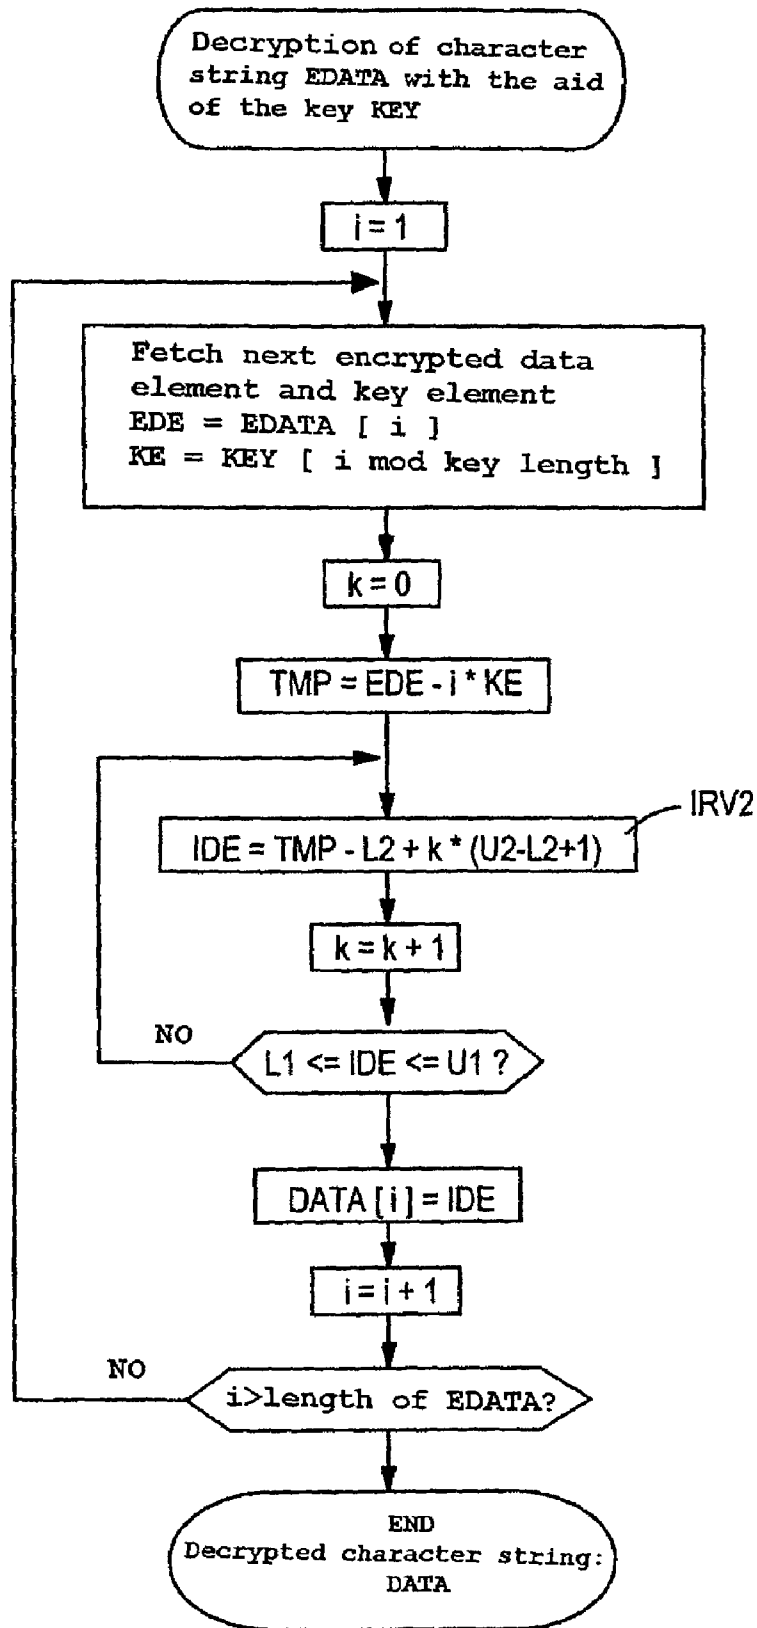 Decryption of character
string EDATA with the aid
of the key KEY
i = 1
Fetch next encrypted data
element and key element
EDE = EDATA [ i ]
KE = KEY [ i mod key length ]
k = 0
TMP = EDE - i * KE
IRV2
IDE = TMP - L2 + k * (U2-L2+1)
k = k + 1
NO
L1 <= IDE <= U1 ?
DATA [ i ] = IDE
i = i + 1
NO
i>length of EDATA?
END
Decrypted character string:
DATA